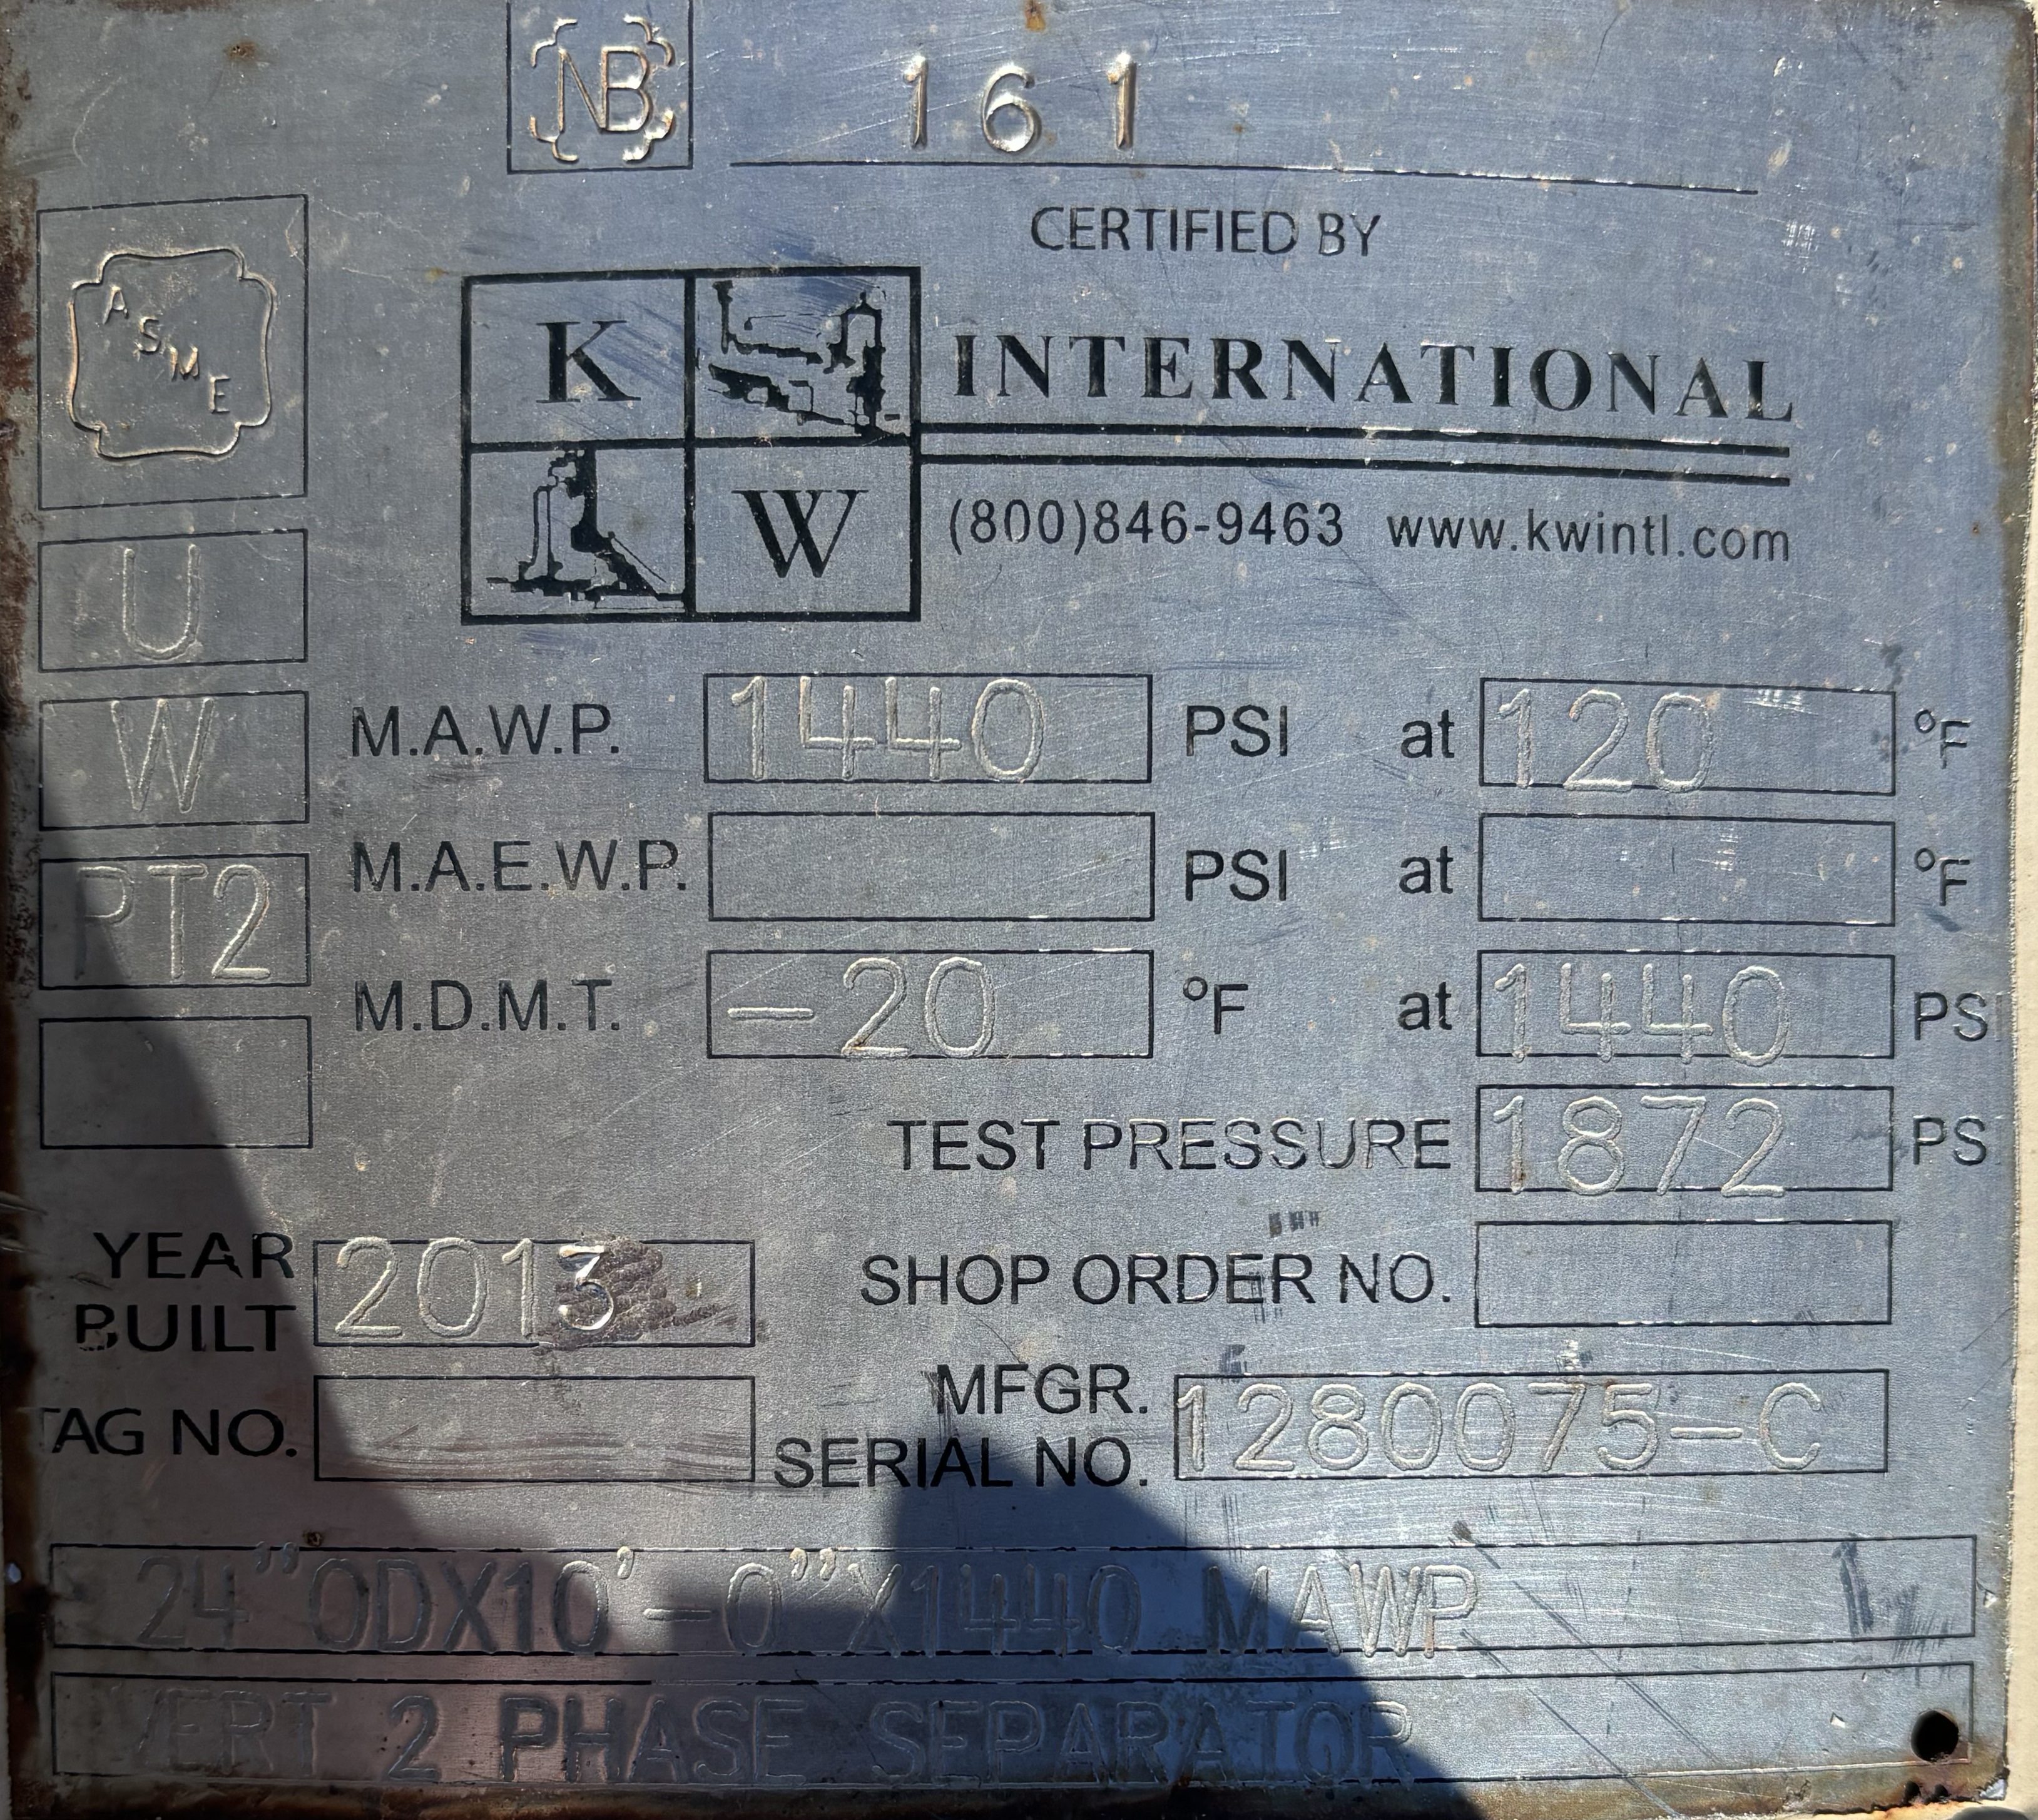 NB 161
CERTIFIED BY
ASME
K W INTERNATIONAL
(800)846-9463 www.kwintl.com
U
W
M.A.W.P. 1440 PSI at 120 °F
RT2
M.A.E.W.P. PSI at °F
M.D.M.T. -20 °F at 1440 PSI
TEST PRESSURE 1872 PS
YEAR BUILT 2013
SHOP ORDER NO.
TAG NO.
MFGR. SERIAL NO. 1280075-C
24"ODX10'-0"X1440 MAWP
VERT 2 PHASE SEPARATOR